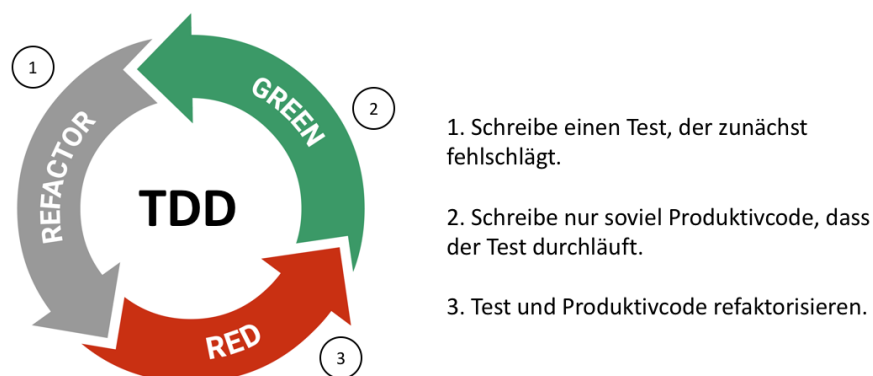 1
REFACTOR
GREEN
2
TDD
RED
3
1. Schreibe einen Test, der zunächst
fehlschlägt.
2. Schreibe nur soviel Produktivcode, dass
der Test durchläuft.
3. Test und Produktivcode refaktorisieren.